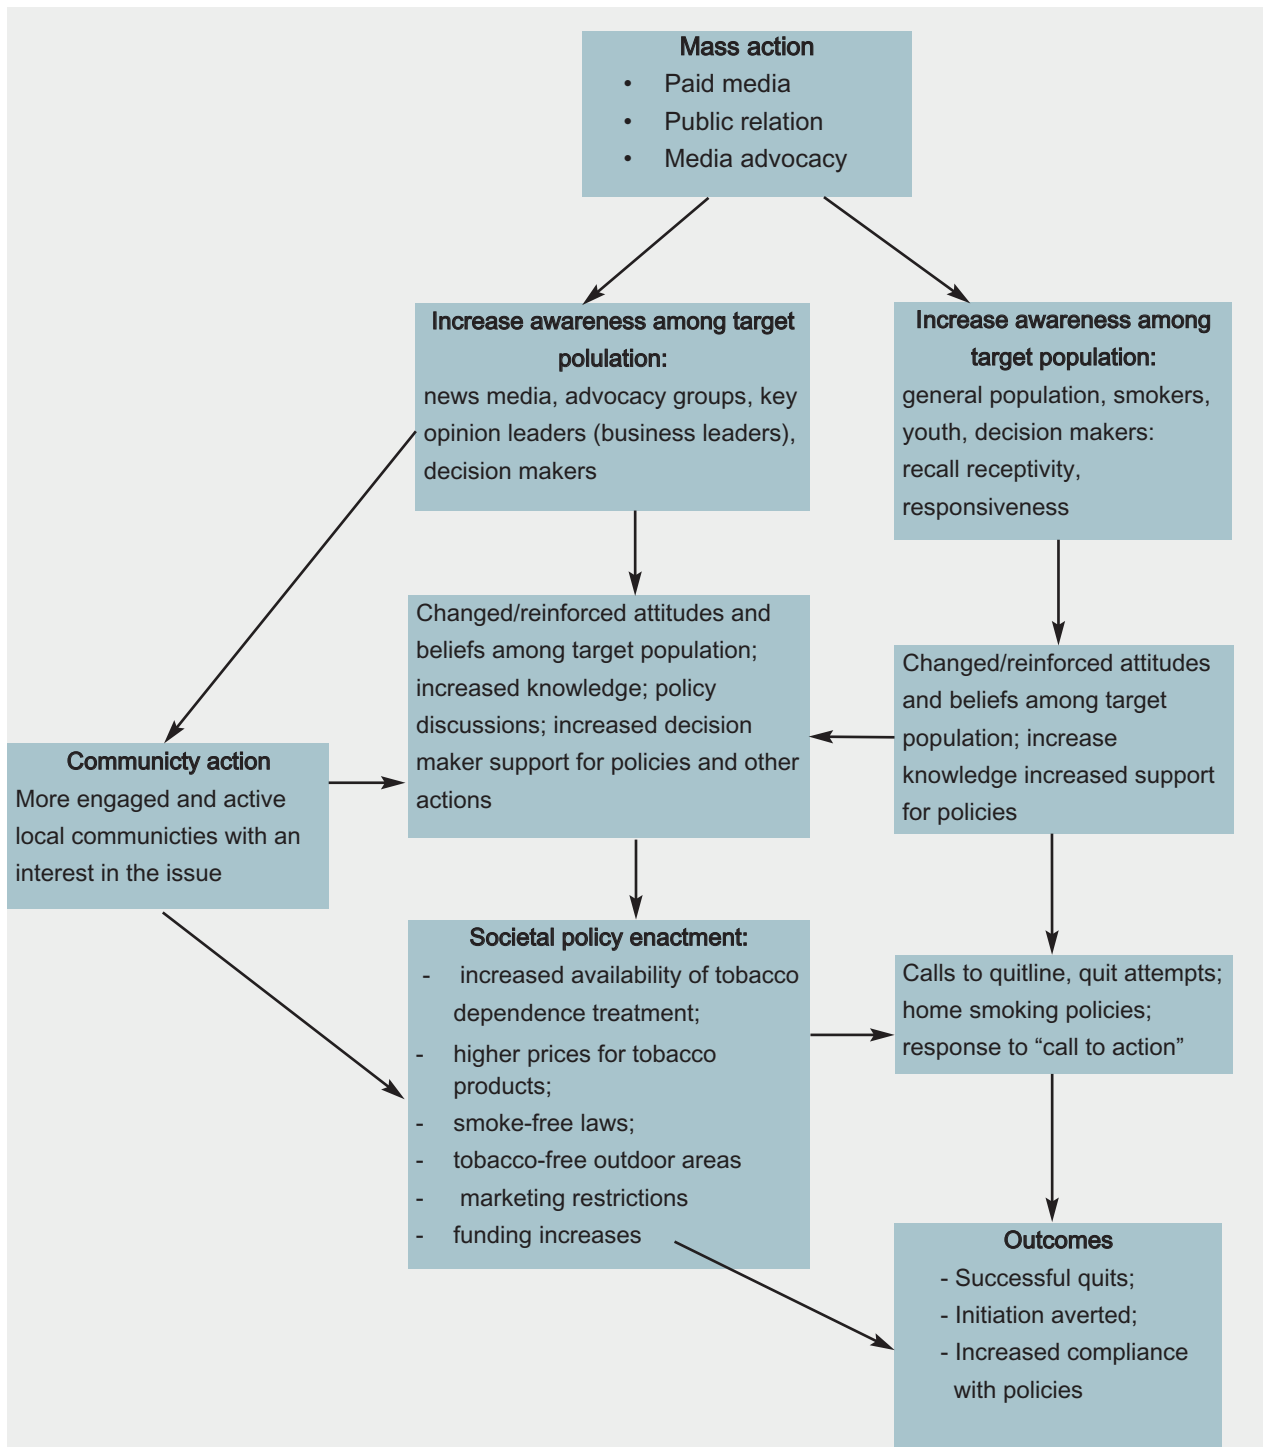 Mass action
• Paid media
• Public relation
• Media advocacy
Increase awareness among target
polulation:
news media, advocacy groups, key
opinion leaders (business leaders),
decision makers
Increase awareness among
target population:
general population, smokers,
youth, decision makers:
recall receptivity,
responsiveness
Changed/reinforced attitudes and
beliefs among target population;
increased knowledge; policy
discussions; increased decision
maker support for policies and other
actions
Changed/reinforced attitudes
and beliefs among target
population; increase
knowledge increased support
for policies
Communicty action
More engaged and active
local communicties with an
interest in the issue
Societal policy enactment:
- increased availability of tobacco
dependence treatment;
- higher prices for tobacco
products;
- smoke-free laws;
- tobacco-free outdoor areas
- marketing restrictions
- funding increases
Calls to quitline, quit attempts;
home smoking policies;
response to “call to action”
Outcomes
- Successful quits;
- Initiation averted;
- Increased compliance
with policies